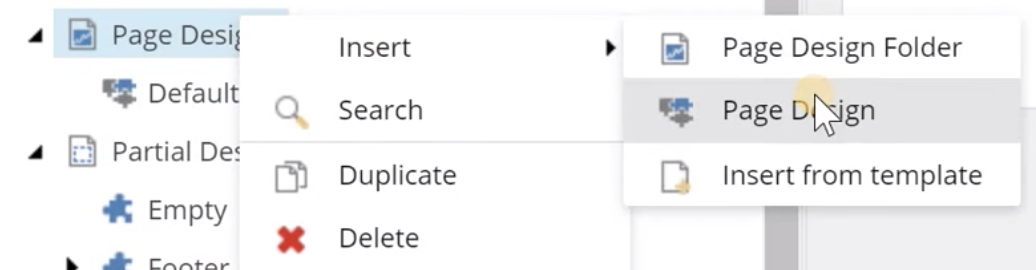 Page Desig
Insert
Page Design Folder
Default
Search
Page Design
Partial Des
Duplicate
Insert from template
Empty
Delete
Footer